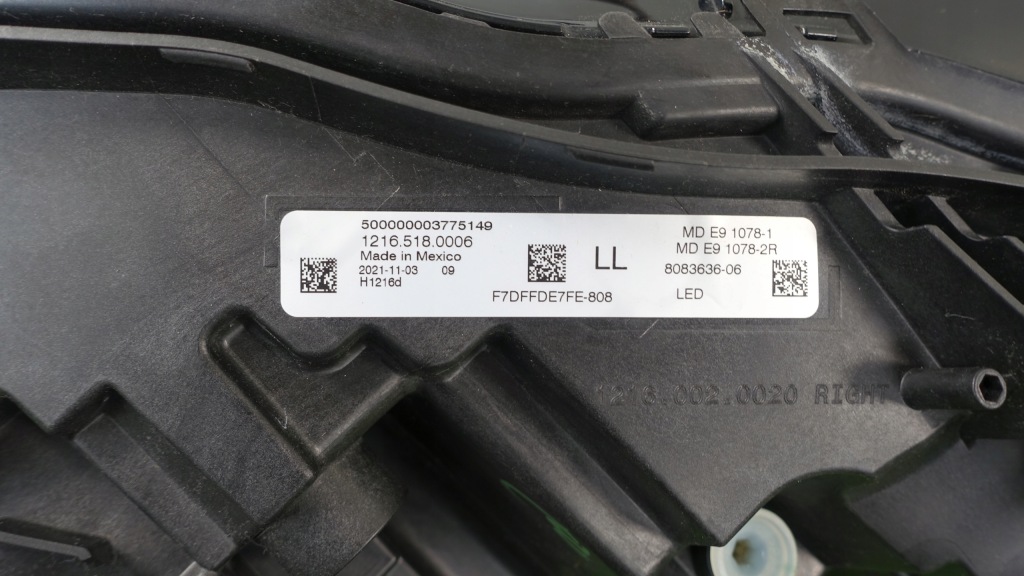 500000003775149
1216.518.0006
Made in Mexico
2021-11-03 09
H1216d
LL
F7DFFDE7FE-808
MD E9 1078-1
MD E9 1078-2R
8083636-06
LED
1216.002.0020 RIGHT